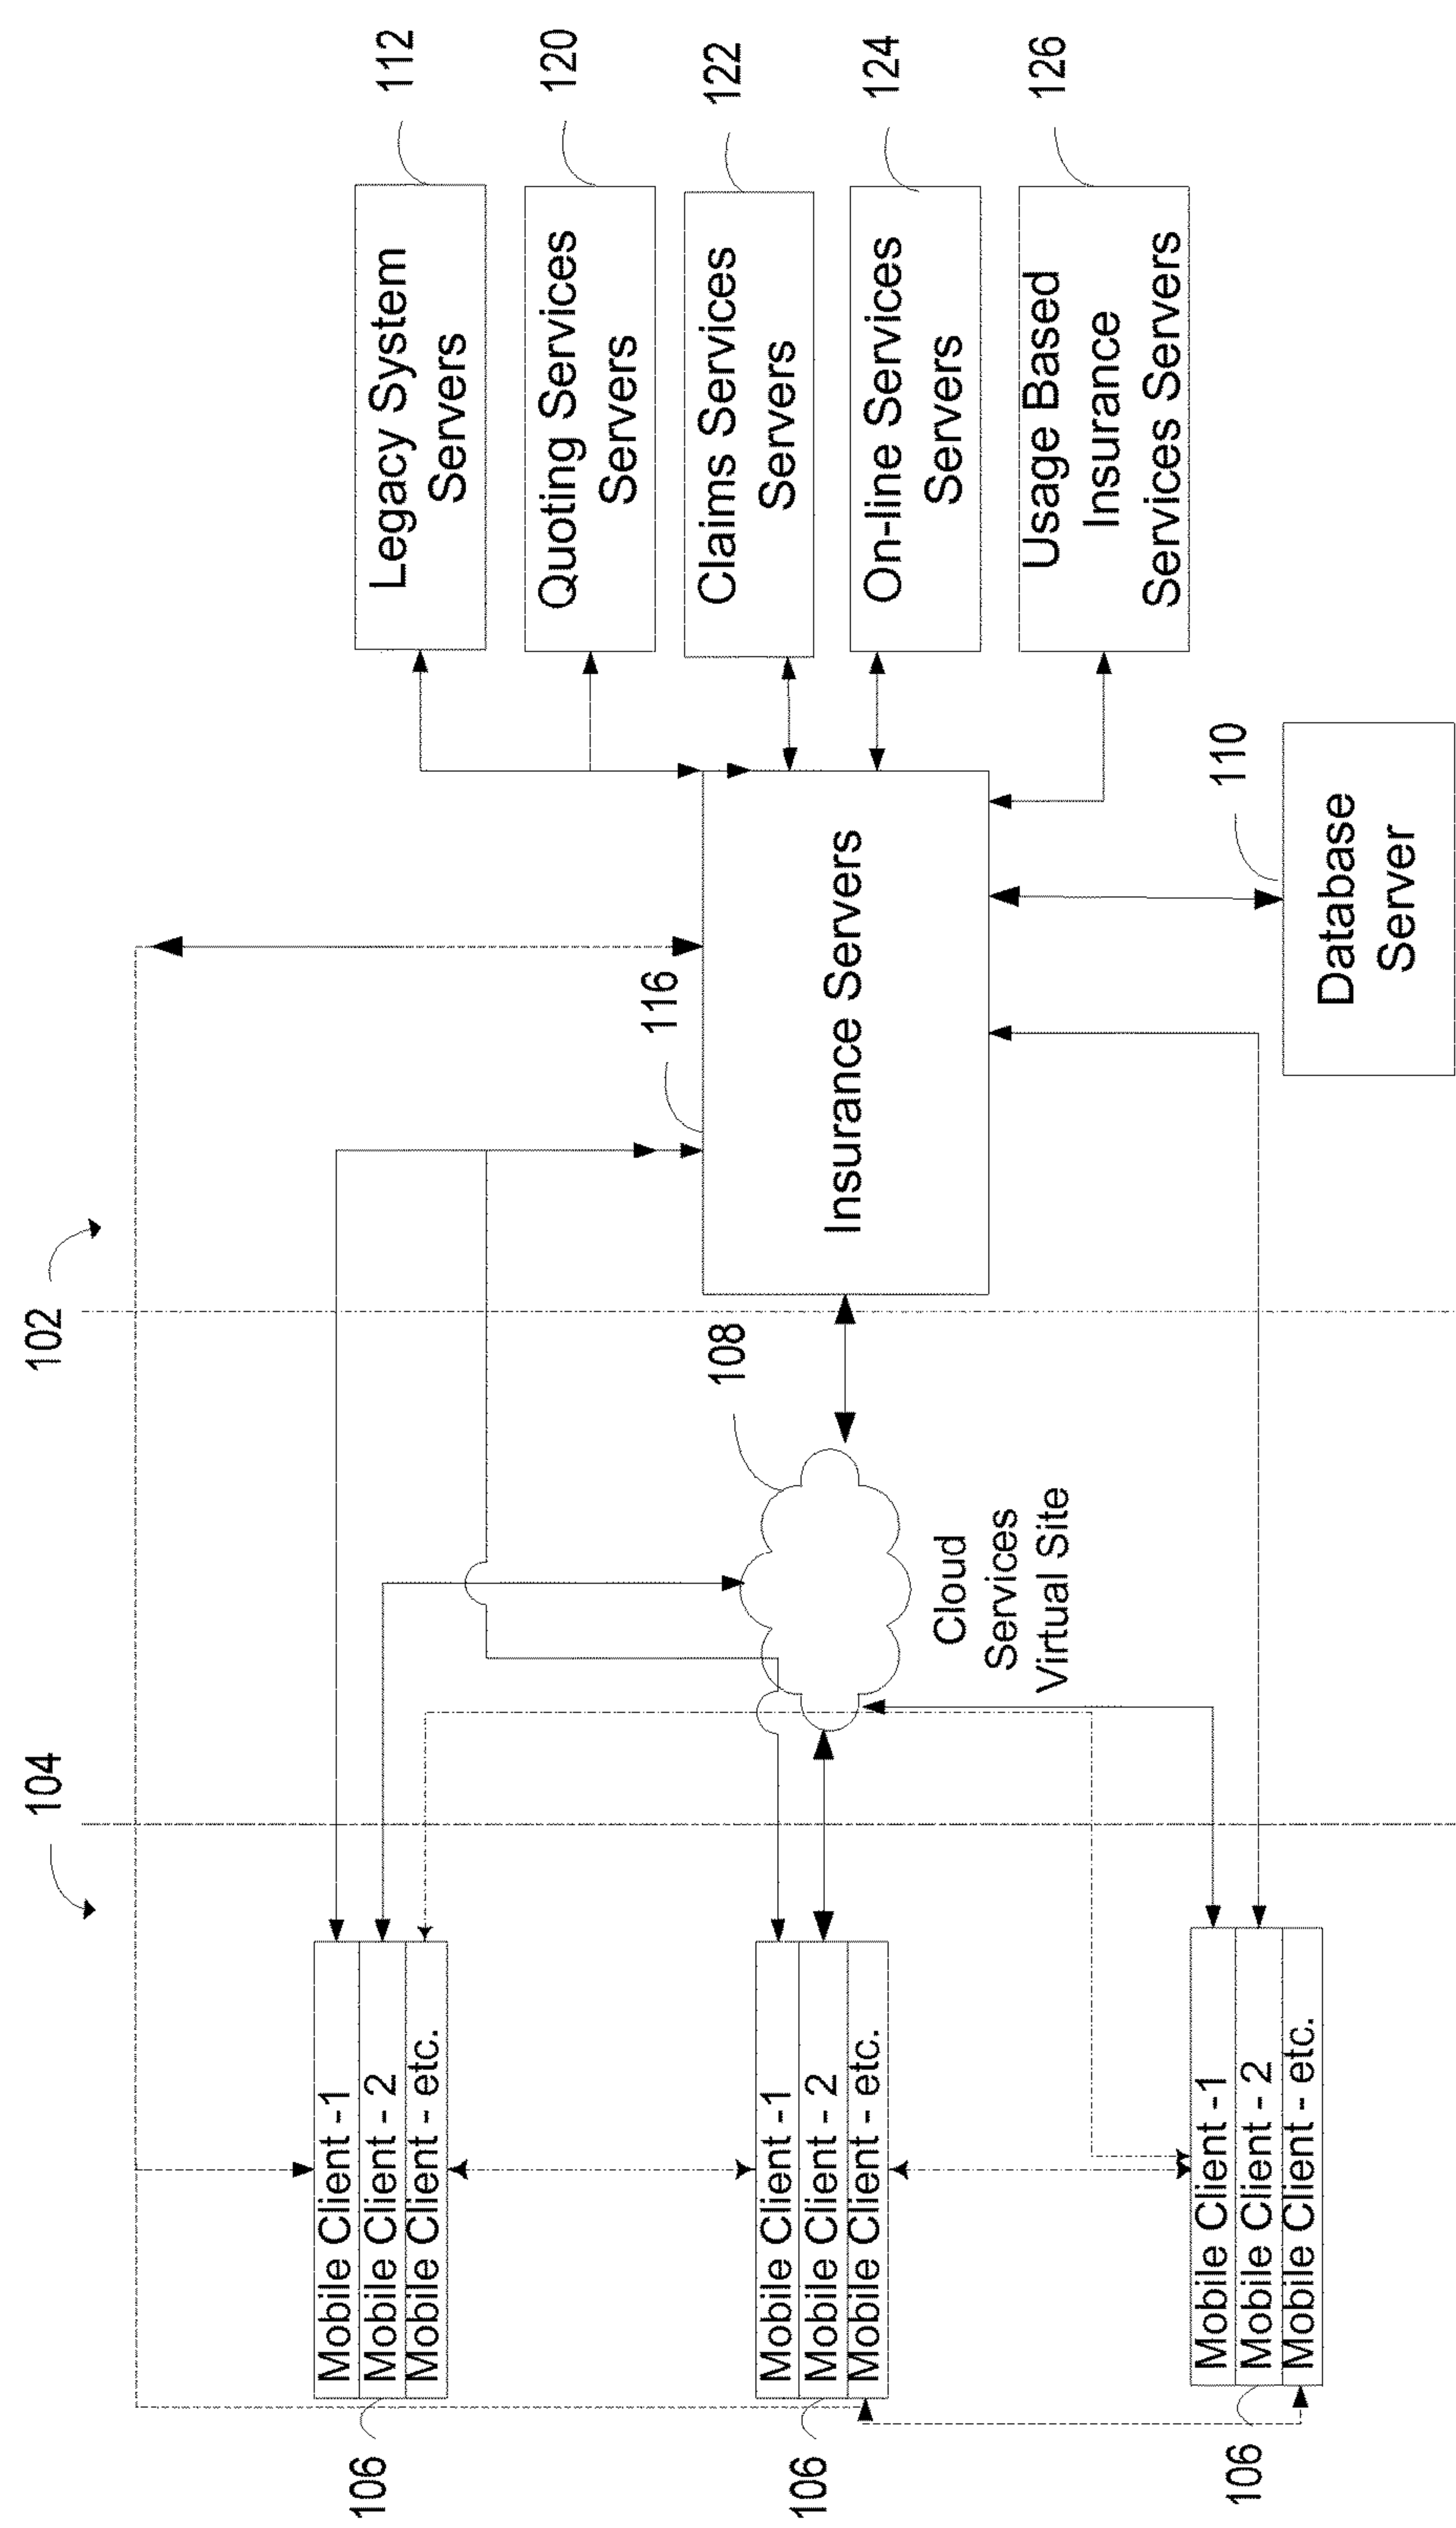 104
102
106
Mobile Client -1
Mobile Client - 2
Mobile Client - etc.
106
Mobile Client -1
Mobile Client - 2
Mobile Client - etc.
106
Mobile Client -1
Mobile Client - 2
Mobile Client - etc.
108
Cloud
Services
Virtual Site
116
Insurance Servers
110
Database
Server
112
Legacy System
Servers
120
Quoting Services
Servers
122
Claims Services
Servers
124
On-line Services
Servers
126
Usage Based
Insurance
Services Servers